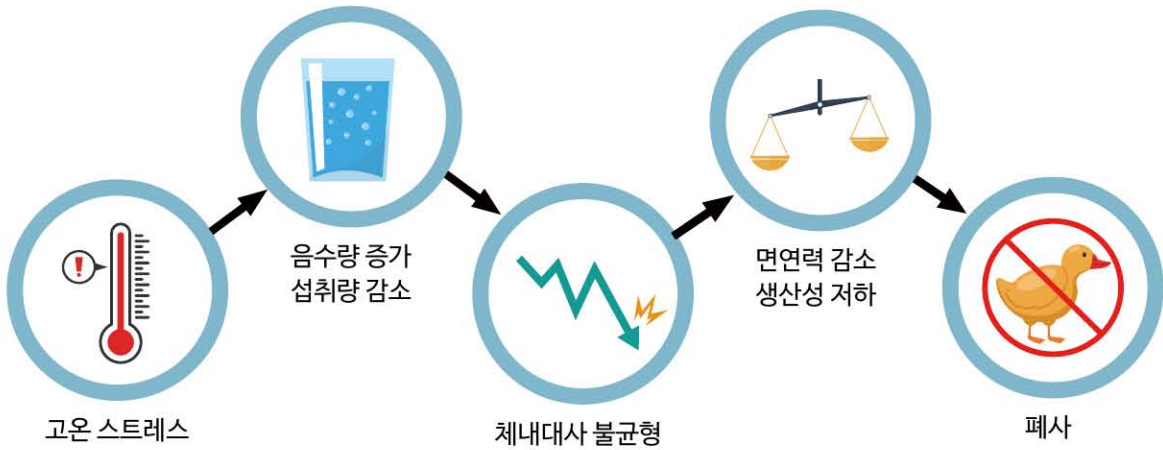 고온 스트레스
음수량 증가
섭취량 감소
체내대사 불균형
면연력 감소
생산성 저하
폐사